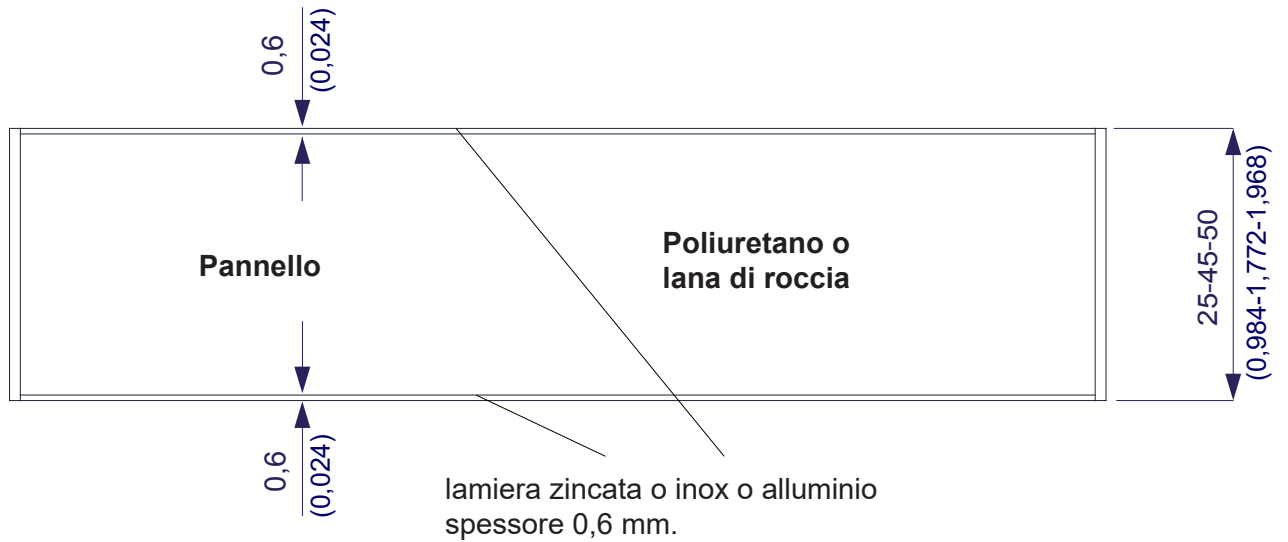 0,6
(0,024)
Pannello
Poliuretano o
lana di roccia
25-45-50
(0,984-1,772-1,968)
0,6
(0,024)
lamiera zincata o inox o alluminio
spessore 0,6 mm.